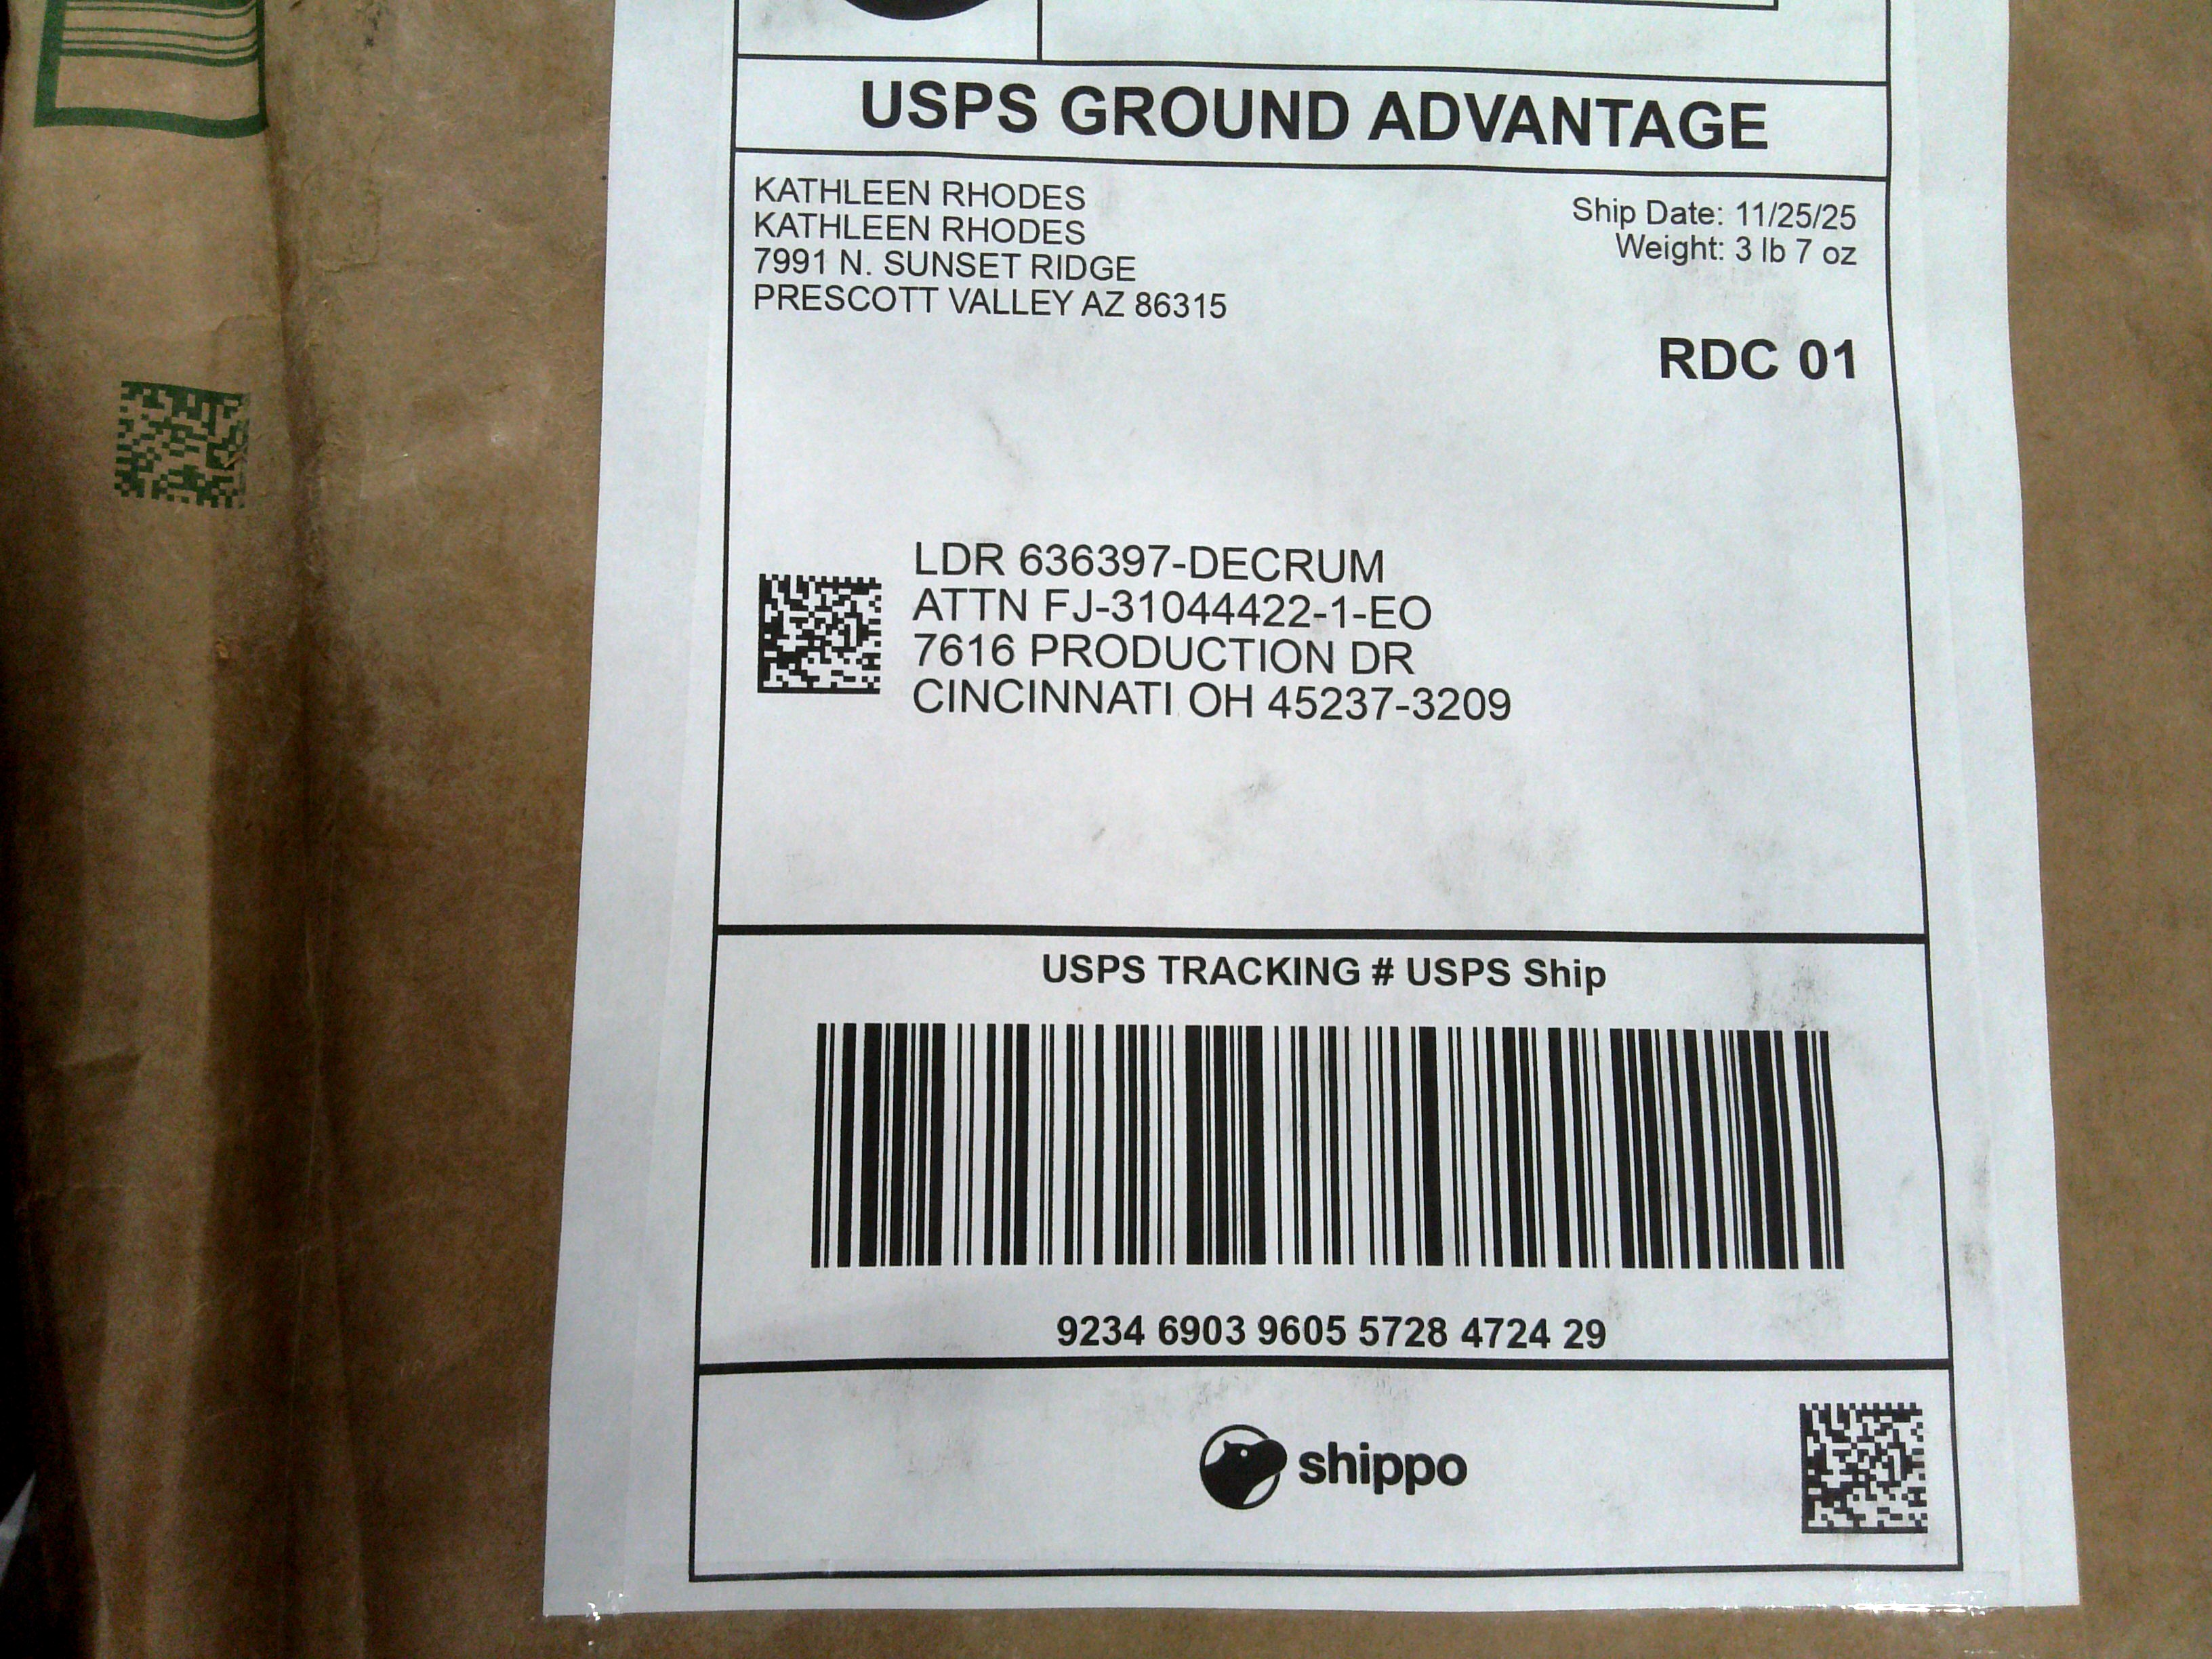 USPS GROUND ADVANTAGE
KATHLEEN RHODES
KATHLEEN RHODES
7991 N. SUNSET RIDGE
PRESCOTT VALLEY AZ 86315
Ship Date: 11/25/25
Weight: 3 lb 7 oz
RDC 01
LDR 636397-DECRUM
ATTN FJ-31044422-1-EO
7616 PRODUCTION DR
CINCINNATI OH 45237-3209
USPS TRACKING # USPS Ship
9234 6903 9605 5728 4724 29
shippo